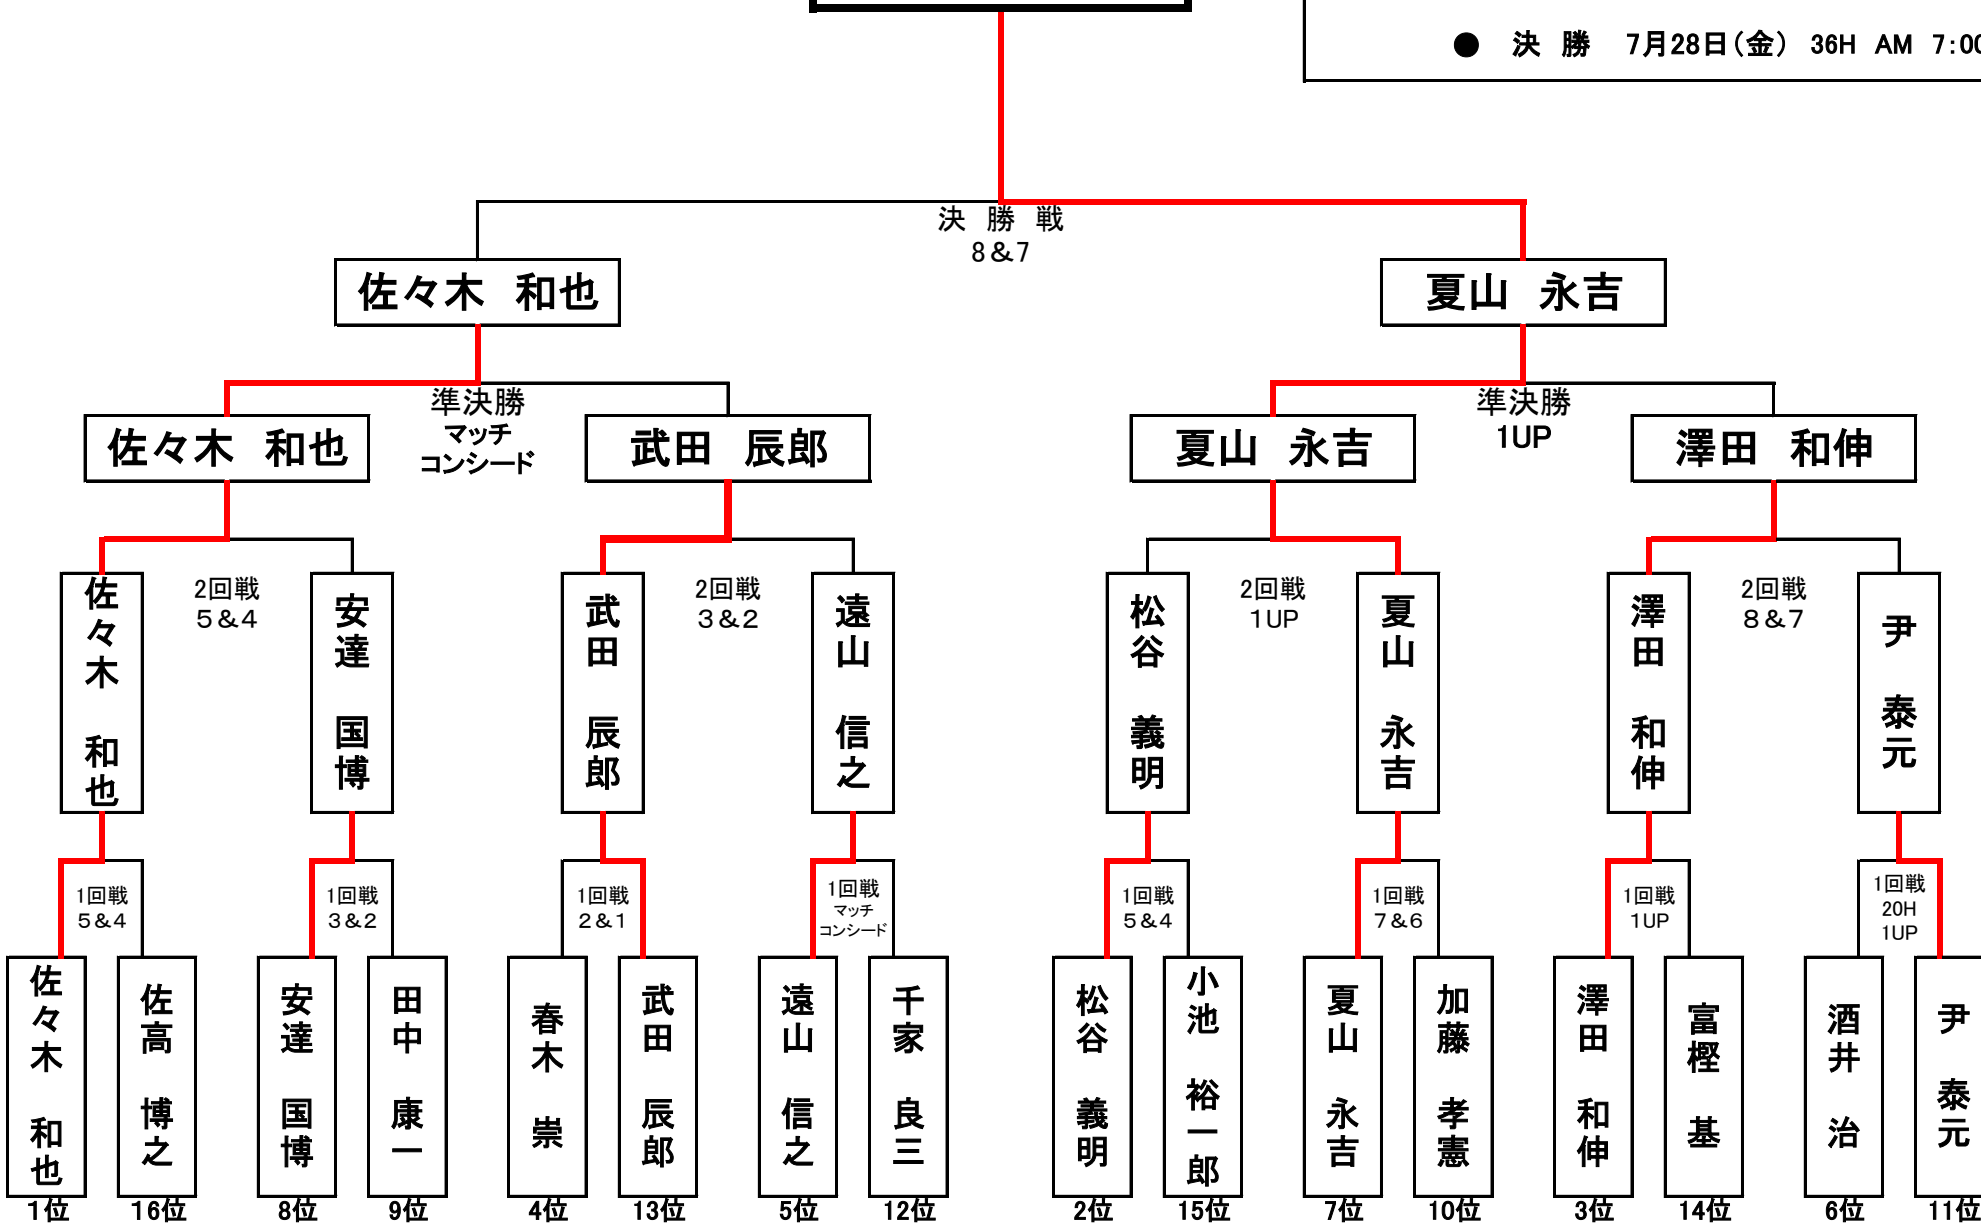 ● 決 勝 7月28日(金) 36H AM 7:00
決 勝 戦
8&7
佐々木 和也
夏山 永吉
準決勝
マッチ
コンシード
準決勝
1UP
佐々木 和也
武田 辰郎
夏山 永吉
澤田 和伸
佐々木 和也
2回戦
5&4
安達 国博
武田 辰郎
2回戦
3&2
遠山 信之
松谷 義明
2回戦
1UP
夏山 永吉
澤田 和伸
2回戦
8&7
尹 泰元
1回戦
5&4
1回戦
3&2
1回戦
2&1
1回戦
マッチ
コンシード
1回戦
5&4
1回戦
7&6
1回戦
1UP
1回戦
20H
1UP
佐々木 和也
佐高 博之
安達 国博
田中 康一
春木 崇
武田 辰郎
遠山 信之
千家 良三
松谷 義明
小池 裕一郎
夏山 永吉
加藤 孝憲
澤田 和伸
富樫 基
酒井 治
尹 泰元
1位
16位
8位
9位
4位
13位
5位
12位
2位
15位
7位
10位
3位
14位
6位
11位